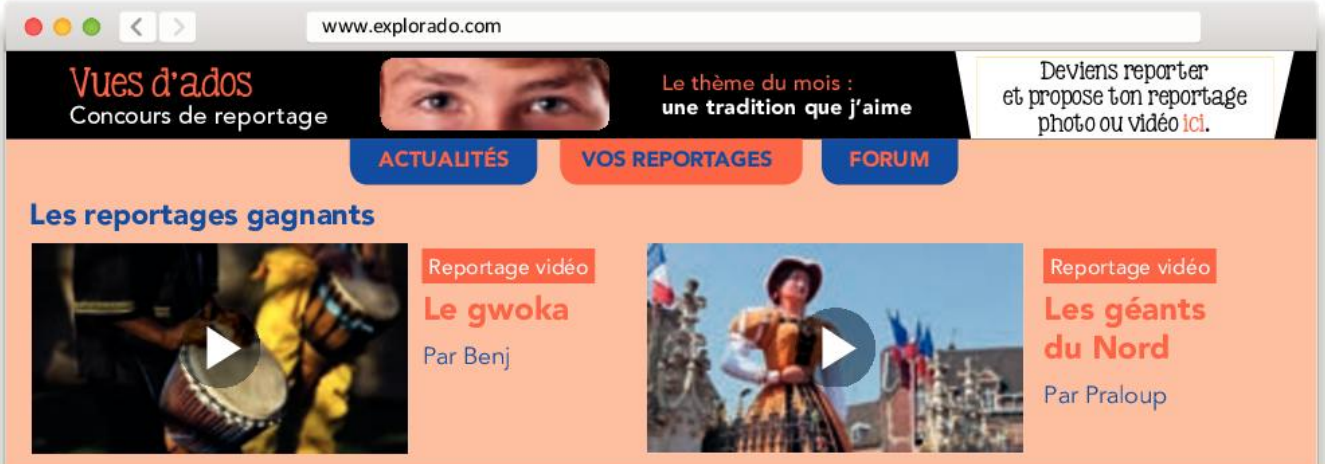 www.explorado.com
Vues d'ados
Concours de reportage
Le thème du mois :
une tradition que j'aime
Deviens reporter
et propose ton reportage
photo ou vidéo ici.
ACTUALITÉS
VOS REPORTAGES
FORUM
Les reportages gagnants
Reportage vidéo
Le gwoka
Par Benj
Reportage vidéo
Les géants
du Nord
Par Praloup